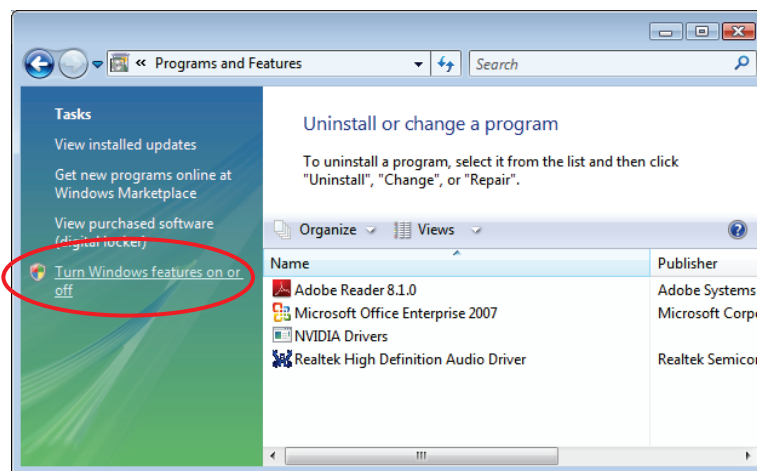 « Programs and Features
Search
Tasks
View installed updates
Get new programs online at
Windows Marketplace
View purchased software
(digital locker)
Turn Windows features on or
off
Uninstall or change a program
To uninstall a program, select it from the list and then click
"Uninstall", "Change", or "Repair".
Organize Views
Name Publisher
Adobe Reader 8.1.0 Adobe Systems
Microsoft Office Enterprise 2007 Microsoft Corp
NVIDIA Drivers
Realtek High Definition Audio Driver Realtek Semico